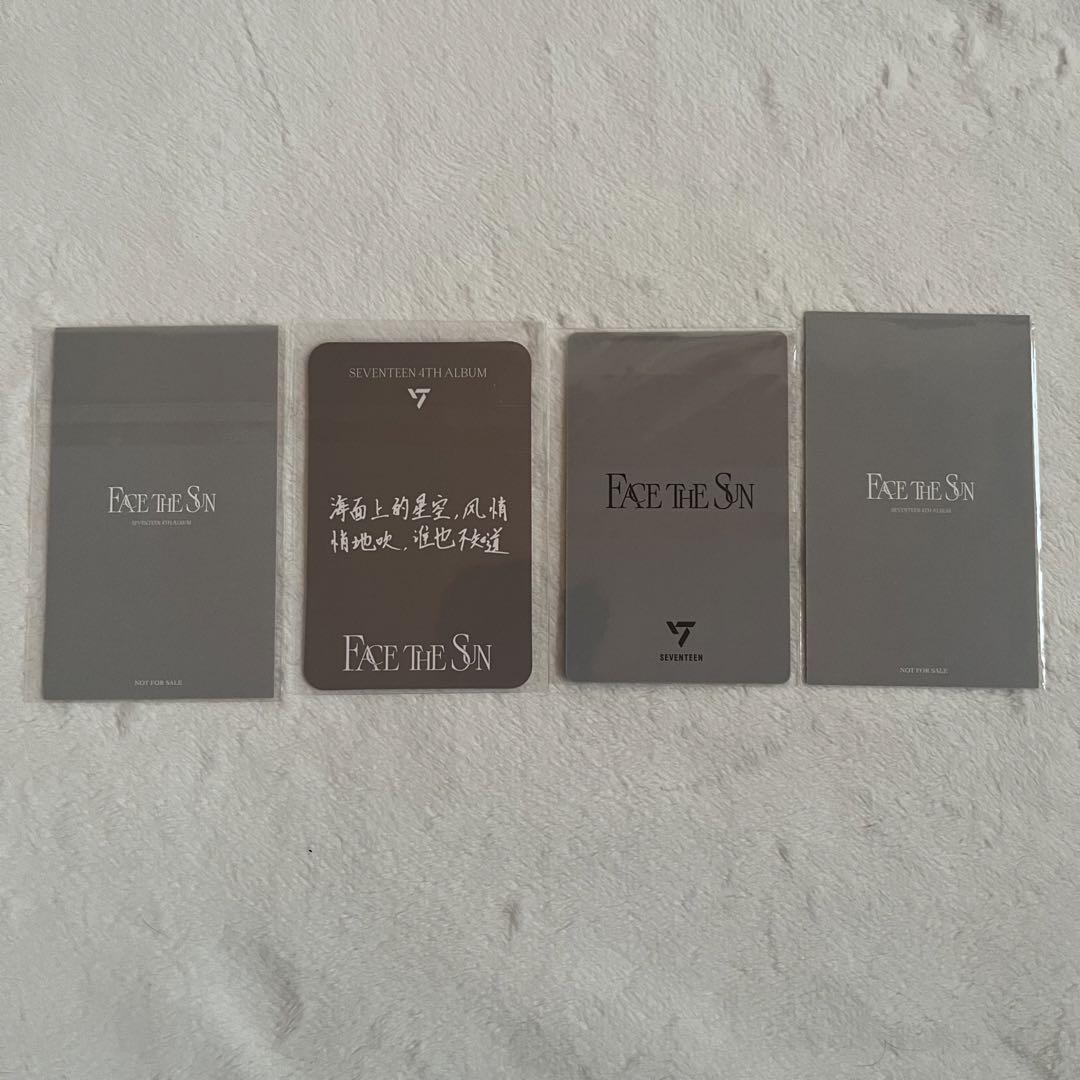 FACE THE SUN
SEVENTEEN 4TH ALBUM
NOT FOR SALE
SEVENTEEN 4TH ALBUM
海面上的星空，风悄
悄地吹，谁也不知道
FACE THE SUN
FACE THE SUN
SEVENTEEN
FACE THE SUN
SEVENTEEN 4TH ALBUM
NOT FOR SALE